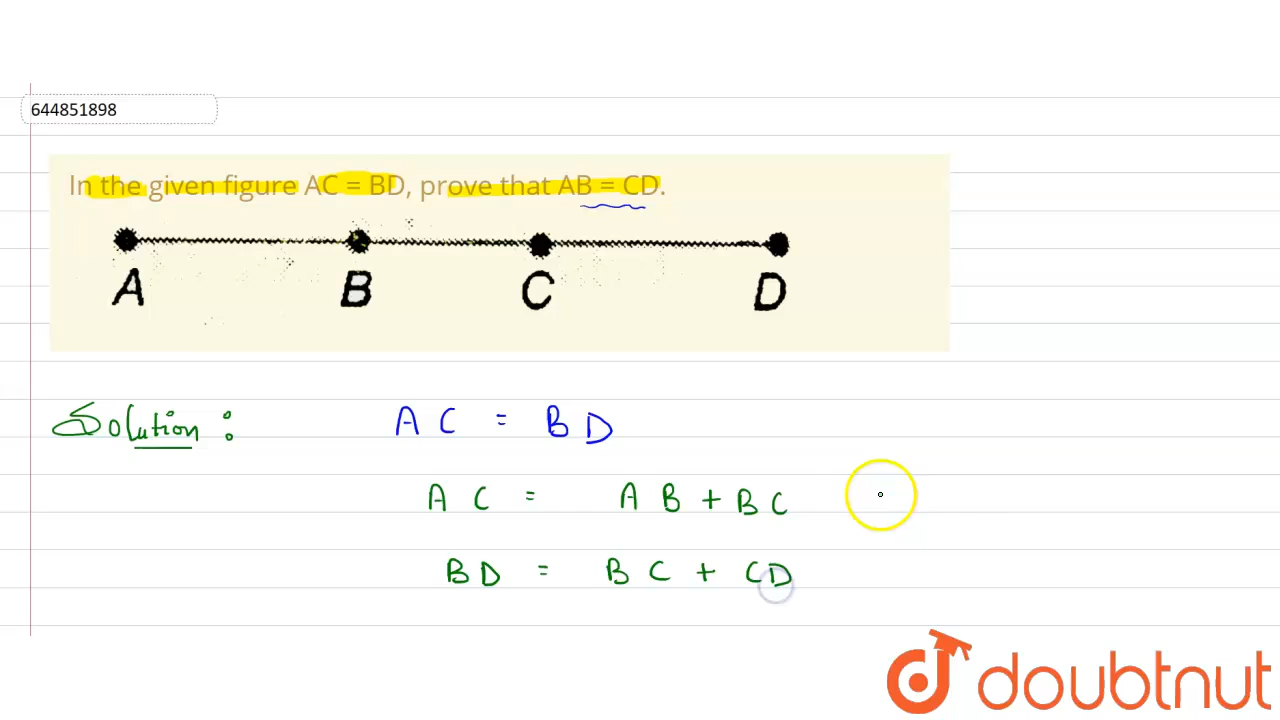 644851898
In the given figure AC = BD, prove that AB = CD.
A B C D
Solution : AC = BD
AC = AB + BC
BD = BC + CD
doubtnut